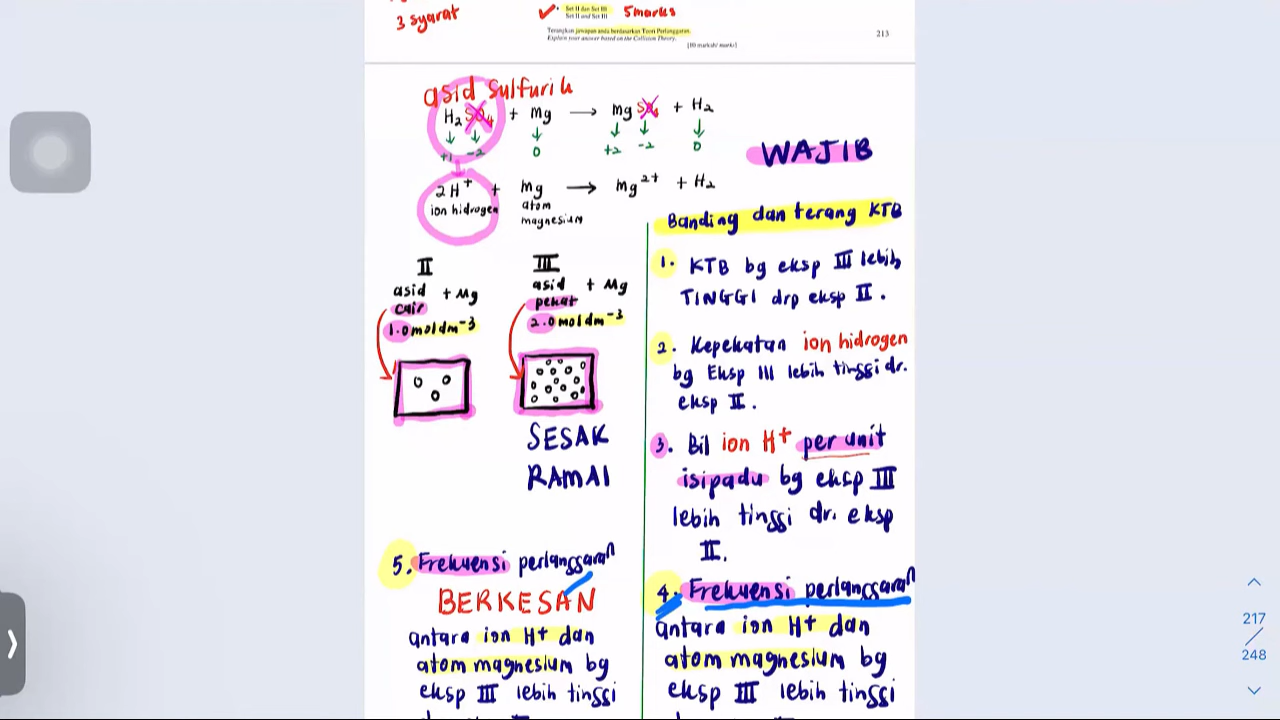 3 syarat
Set II dan Set III
Set II and Set III
5 marks
Terangkan jawapan anda berdasarkan Teori Perlanggaran.
Explain your answer based on the Collision Theory.
[10 markah/ marks]
213
asid sulfurik
H₂SO₄ + Mg → MgSO₄ + H₂
+1 -2 0 +2 -2 0
2H⁺ + Mg → Mg²⁺ + H₂
ion hidrogen atom
magnesium
II
asid + Mg
cair
1.0 mol dm⁻³
III
asid + Mg
pekat
2.0 mol dm⁻³
SESAK
RAMAI
WAJIB
Banding dan terang KTB
1. KTB bg eksp III lebih
TINGGI drp eksp II.
2. Kepekatan ion hidrogen
bg Eksp III lebih tinggi dr.
eksp II.
3. Bil ion H⁺ per unit
isipadu bg eksp III
lebih tinggi dr. eksp
II.
4. Frekuensi perlanggaran
antara ion H⁺ dan
atom magnesium bg
eksp III lebih tinggi
5. Frekuensi perlanggaran
BERKESAN
antara ion H⁺ dan
atom magnesium bg
eksp III lebih tinggi
217
248